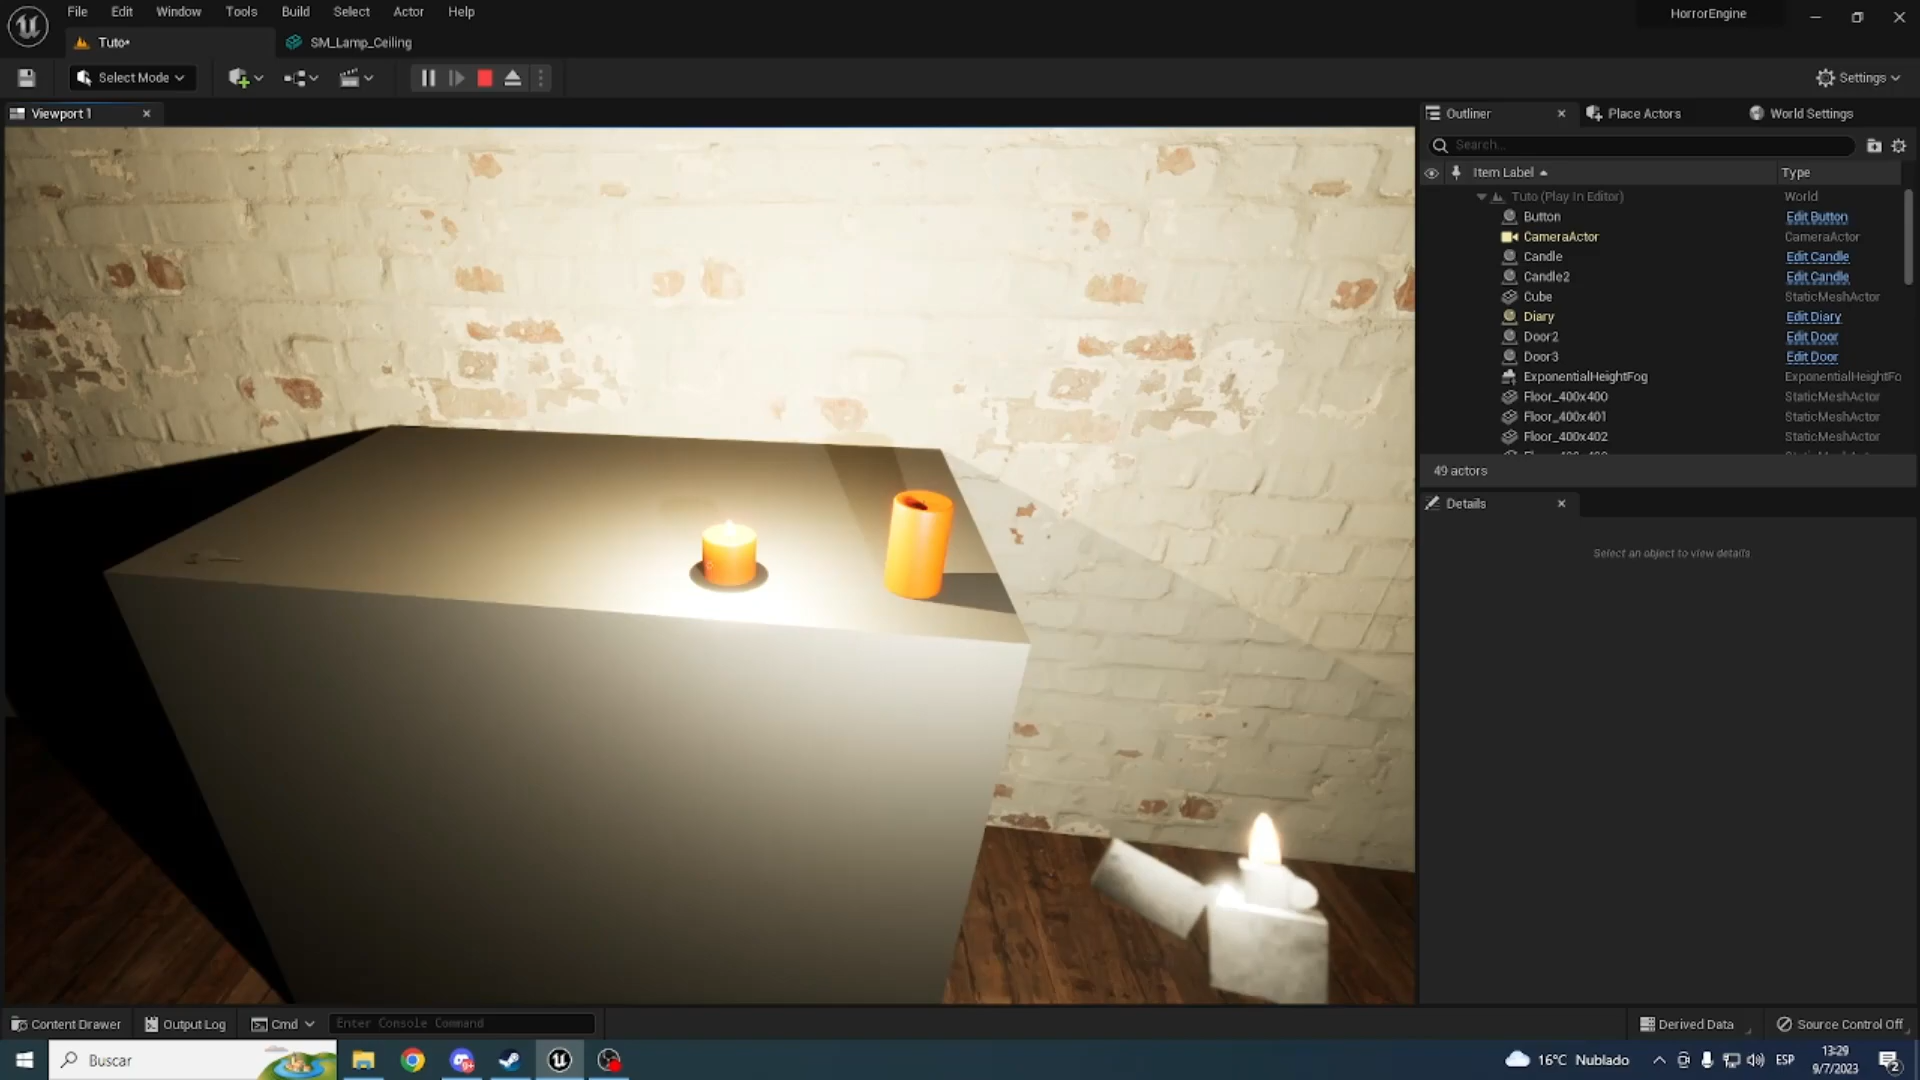 File Edit Window Tools Build Select Actor Help
HorrorEngine
Tuto*
SM_Lamp_Ceiling
Select Mode
Settings
Viewport 1
Outliner
Place Actors
World Settings
Search...
Item Label
Type
Tuto (Play In Editor) World
Button Edit Button
CameraActor CameraActor
Candle Edit Candle
Candle2 Edit Candle
Cube StaticMeshActor
Diary Edit Diary
Door2 Edit Door
Door3 Edit Door
ExponentialHeightFog ExponentialHeightFo
Floor_400x400 StaticMeshActor
Floor_400x401 StaticMeshActor
Floor_400x402 StaticMeshActor
49 actors
Details
Select an object to view details
Content Drawer
Output Log
Cmd
Enter Console Command
Derived Data
Source Control Off
Buscar
16°C Nublado
ESP
13:29
9/7/2023
2